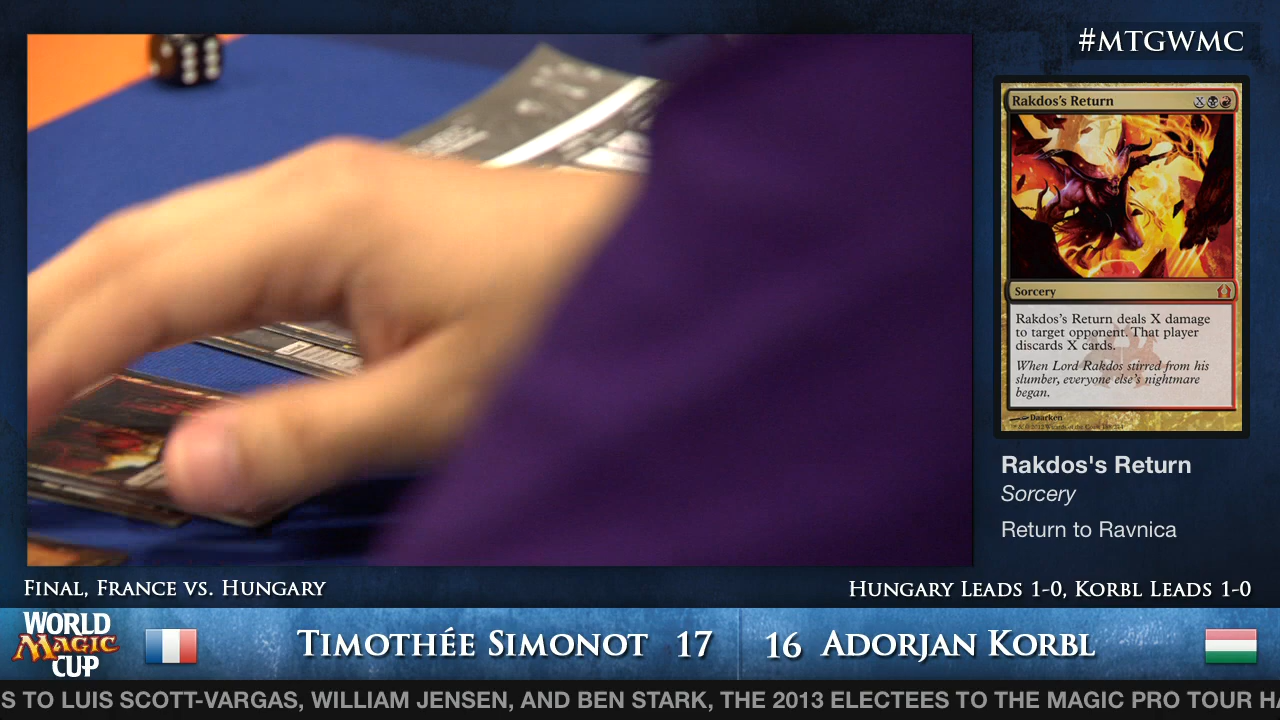 #MTGWMC
Rakdos's Return
XBR
Sorcery
Rakdos's Return deals X damage
to target opponent. That player
discards X cards.
When Lord Rakdos stirred from his
slumber, everyone else's nightmare
began.
Daarken
Rakdos's Return
Sorcery
Return to Ravnica
Final, France vs. Hungary
Hungary Leads 1-0, Korbl Leads 1-0
WORLD
MAGIC
CUP
Timothée Simonot 17
16 Adorjan Korbl
S TO LUIS SCOTT-VARGAS, WILLIAM JENSEN, AND BEN STARK, THE 2013 ELECTEES TO THE MAGIC PRO TOUR HA